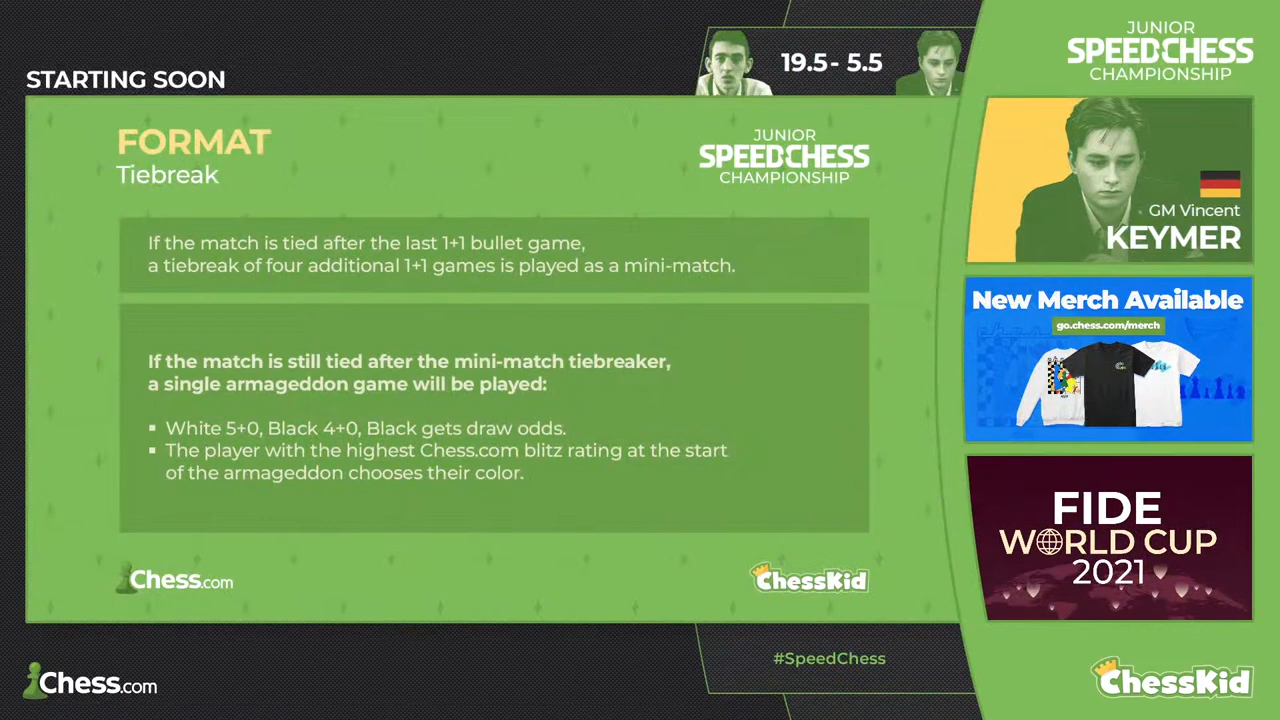 STARTING SOON
19.5- 5.5
FORMAT
Tiebreak
JUNIOR
SPEEDCHESS
CHAMPIONSHIP
If the match is tied after the last 1+1 bullet game,
a tiebreak of four additional 1+1 games is played as a mini-match.
If the match is still tied after the mini-match tiebreaker,
a single armageddon game will be played:
▪ White 5+0, Black 4+0, Black gets draw odds.
▪ The player with the highest Chess.com blitz rating at the start
of the armageddon chooses their color.
Chess.com
ChessKid
#SpeedChess
Chess.com
JUNIOR
SPEEDCHESS
CHAMPIONSHIP
GM Vincent
KEYMER
New Merch Available
go.chess.com/merch
FIDE
WORLD CUP
2021
ChessKid